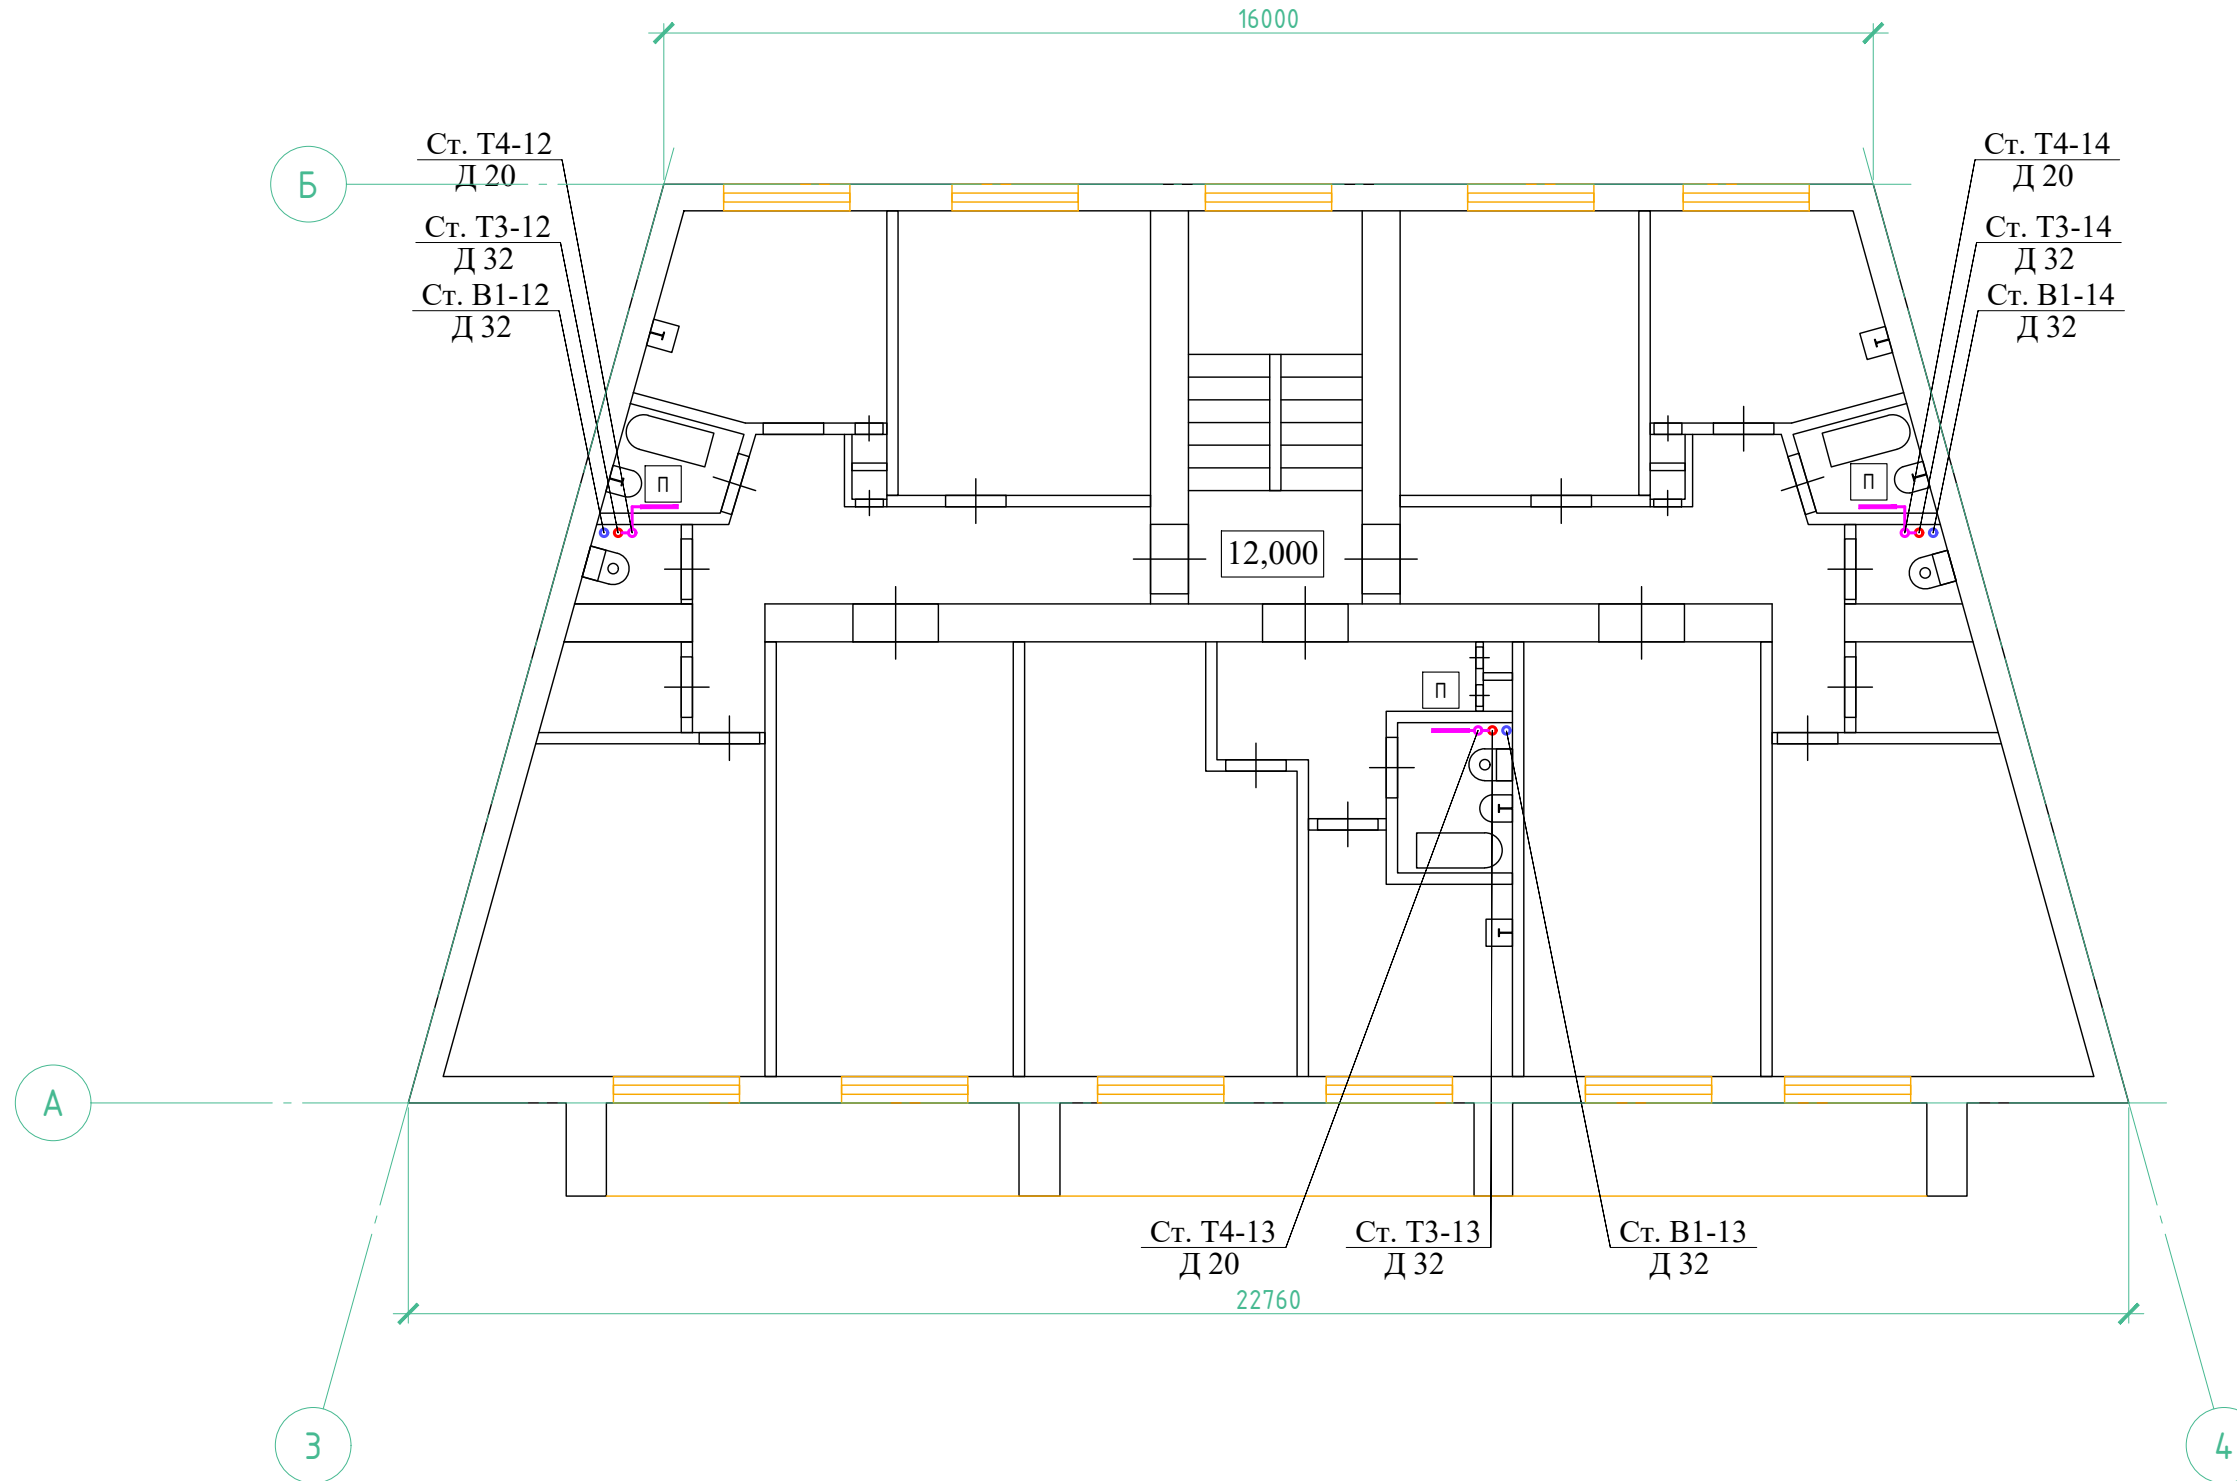 16000
Ст. Т4-12
Д 20
Ст. Т4-14
Д 20
Б
Ст. Т3-12
Д 32
Ст. Т3-14
Д 32
Ст. В1-12
Д 32
Ст. В1-14
Д 32
П
П
12,000
П
А
Ст. Т4-13
Д 20
Ст. Т3-13
Д 32
Ст. В1-13
Д 32
22760
3
4